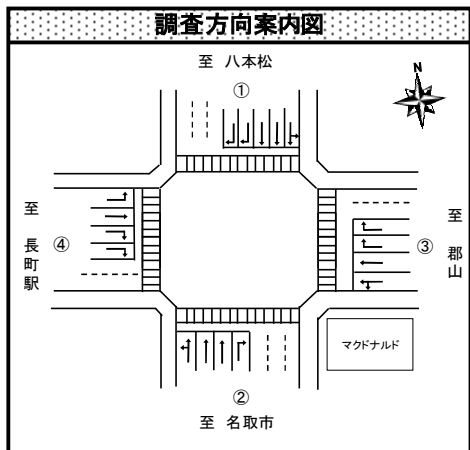 調査方向案内図
至 八本松
①
N
至 長町駅
④
③
至 郡山
マクドナルド
②
至 名取市